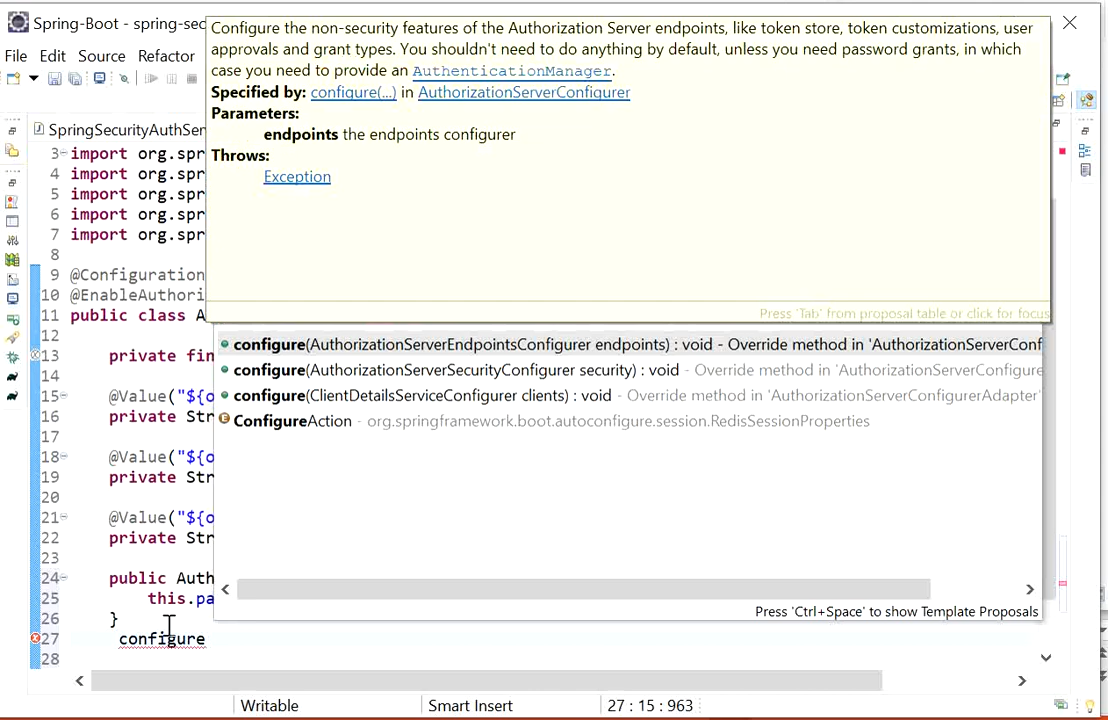 Spring-Boot - spring-sec
File Edit Source Refactor
Configure the non-security features of the Authorization Server endpoints, like token store, token customizations, user
approvals and grant types. You shouldn't need to do anything by default, unless you need password grants, in which
case you need to provide an AuthenticationManager.
Specified by: configure(...) in AuthorizationServerConfigurer
Parameters:
endpoints the endpoints configurer
Throws:
Exception
Press 'Tab' from proposal table or click for focus
SpringSecurityAuthSer
3 import org.spr
4 import org.spr
5 import org.spr
6 import org.spr
7 import org.spr
8
9 @Configuration
10 @EnableAuthori
11 public class A
12
13 private fin
14
15 @Value("${o
16 private Str
17
18 @Value("${o
19 private Str
20
21 @Value("${o
22 private Str
23
24 public Auth
25 this.pa
26 }
27 configure
28
configure(AuthorizationServerEndpointsConfigurer endpoints) : void - Override method in 'AuthorizationServerConf
configure(AuthorizationServerSecurityConfigurer security) : void - Override method in 'AuthorizationServerConfigure
configure(ClientDetailsServiceConfigurer clients) : void - Override method in 'AuthorizationServerConfigurerAdapter'
ConfigureAction - org.springframework.boot.autoconfigure.session.RedisSessionProperties
Press 'Ctrl+Space' to show Template Proposals
Writable Smart Insert 27 : 15 : 963